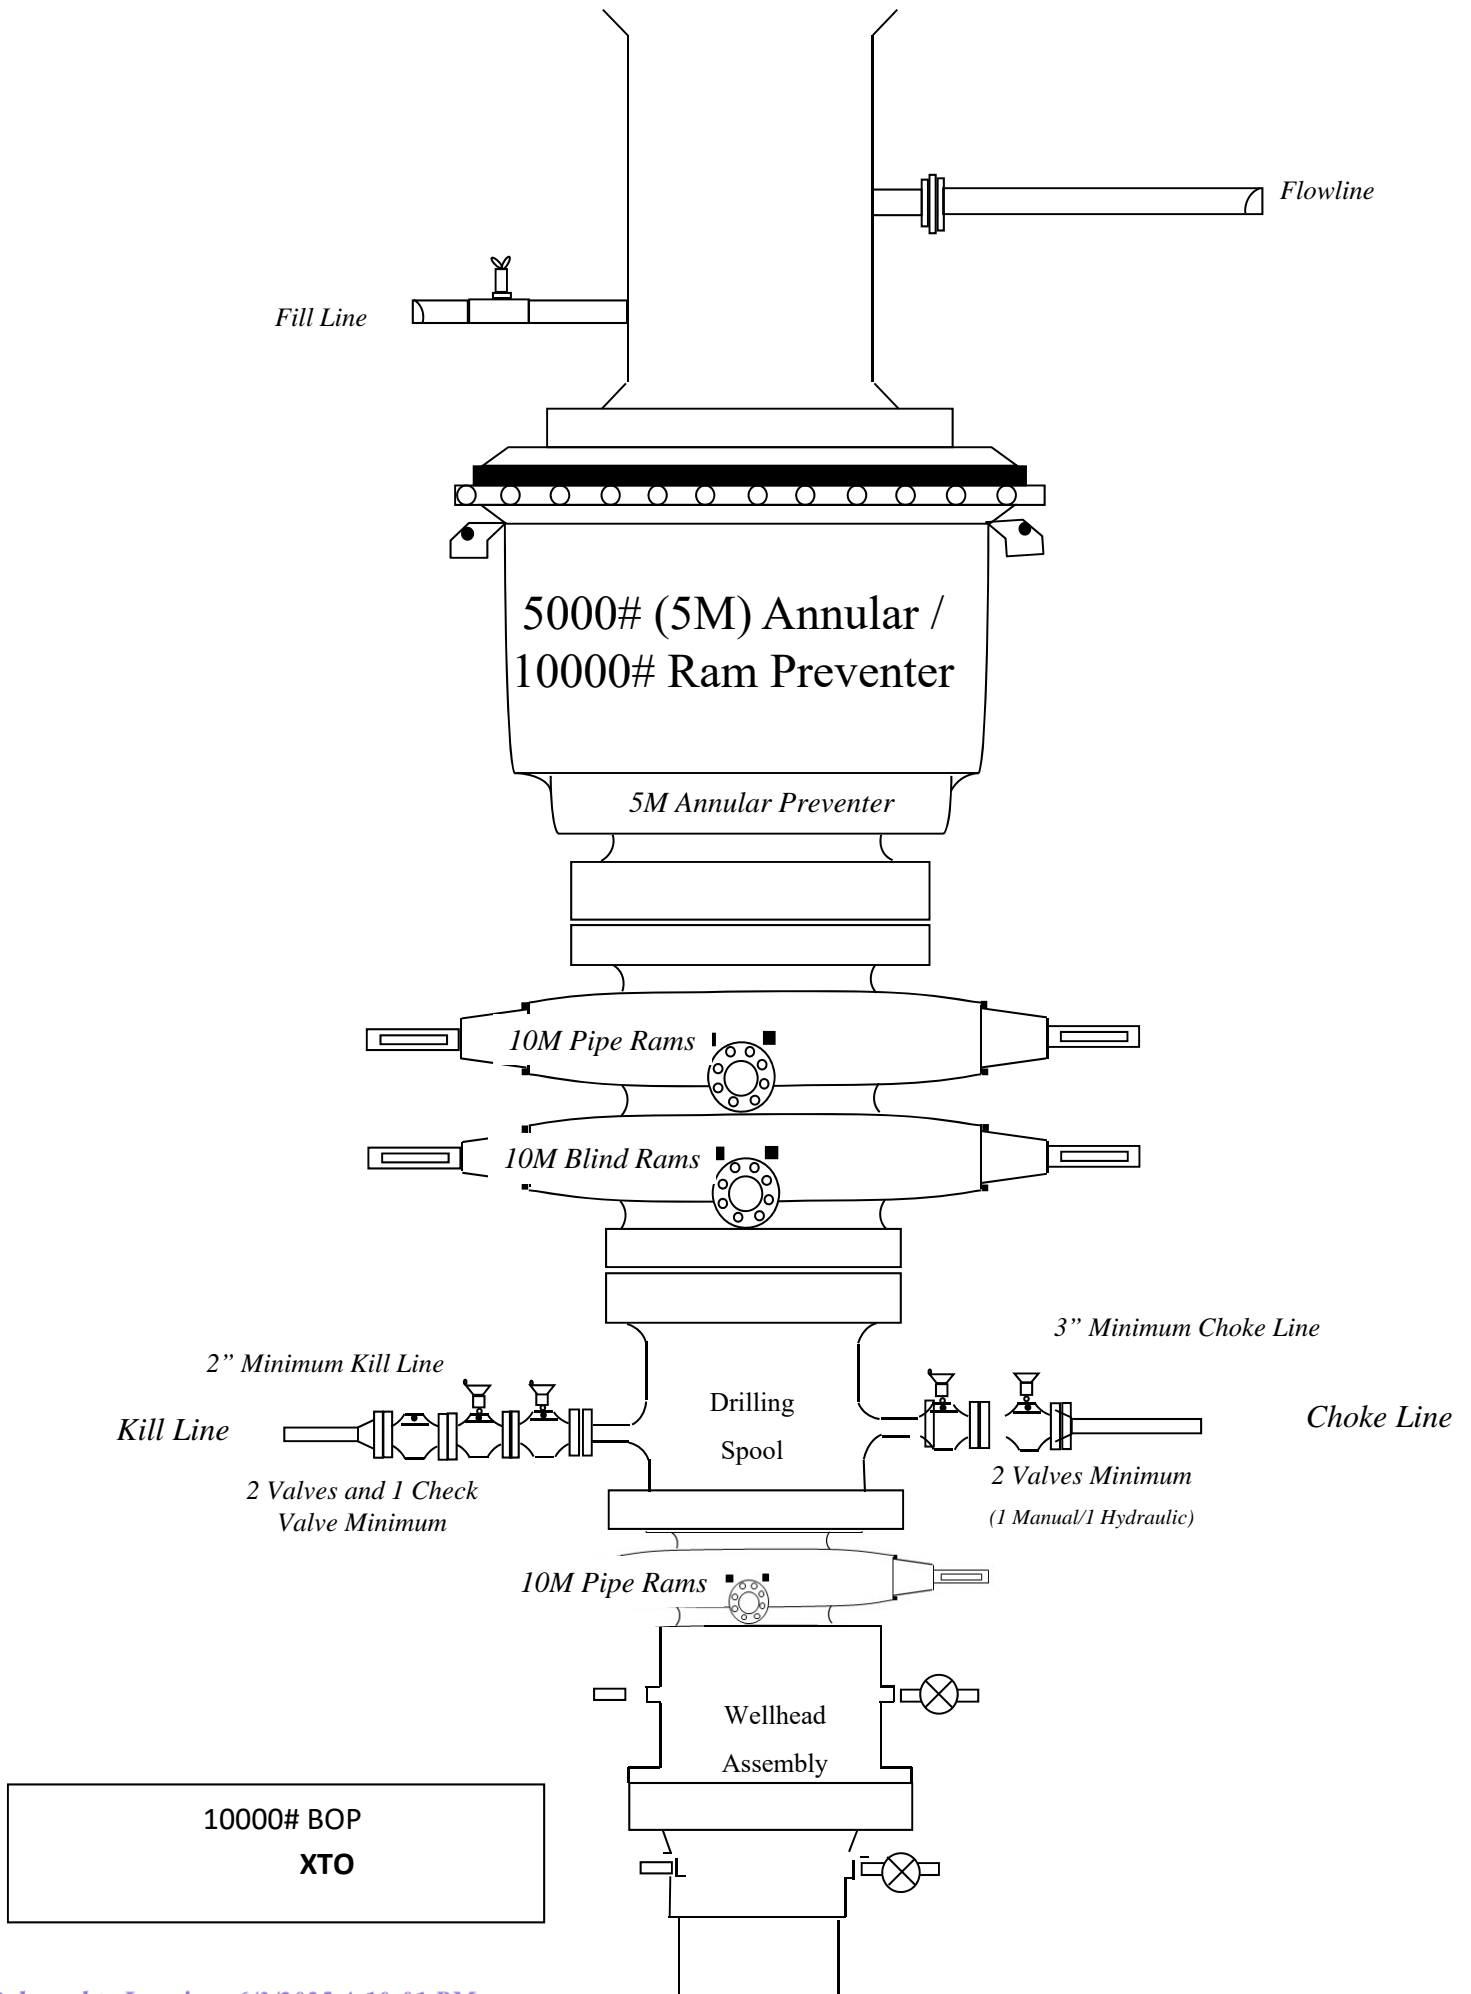 Flowline
Fill Line
5000# (5M) Annular /
10000# Ram Preventer
5M Annular Preventer
10M Pipe Rams
10M Blind Rams
3” Minimum Choke Line
2” Minimum Kill Line
Drilling
Spool
Kill Line
Choke Line
2 Valves and 1 Check
Valve Minimum
2 Valves Minimum
(1 Manual/1 Hydraulic)
10M Pipe Rams
Wellhead
Assembly
10000# BOP
XTO